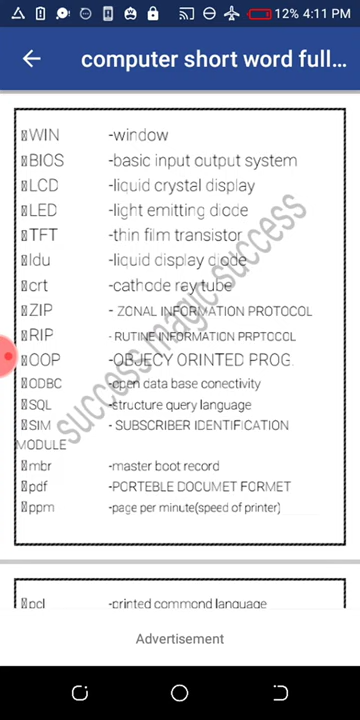 12% 4:11 PM
computer short word full...
WIN -window
BIOS -basic input output system
LCD -liquid crystal display
LED -light emitting diode
TFT -thin film transistor
ldu -liquid display diode
crt -cathode ray tube
ZIP - ZONAL INFORMATION PROTOCOL
RIP - RUTINE INFORMATION PRPTOCOL
OOP -OBJECY ORINTED PROG.
ODBC -open data base conectivity
SQL -structure query language
SIM - SUBSCRIBER IDENTIFICATION
MODULE
mbr -master boot record
pdf -PORTEBLE DOCUMET FORMET
ppm -page per minute(speed of printer)
success magic success
pcl -printed commond language
Advertisement